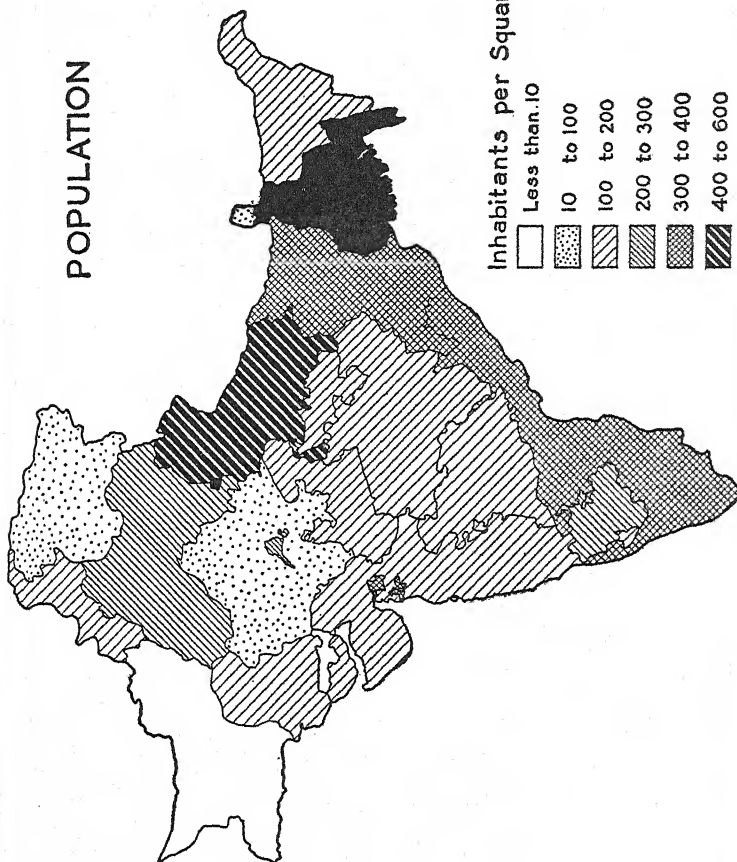 POPULATION
Inhabitants per Squar
Less than.10
10 to 100
100 to 200
200 to 300
300 to 400
400 to 600